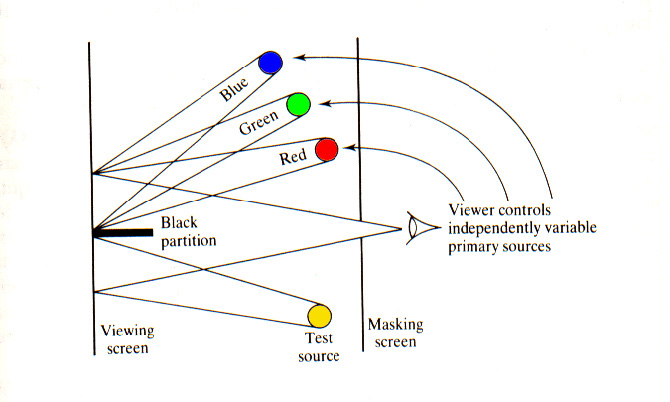 Blue
Green
Red
Black
partition
Viewer controls
independently variable
primary sources
Viewing
screen
Test
source
Masking
screen